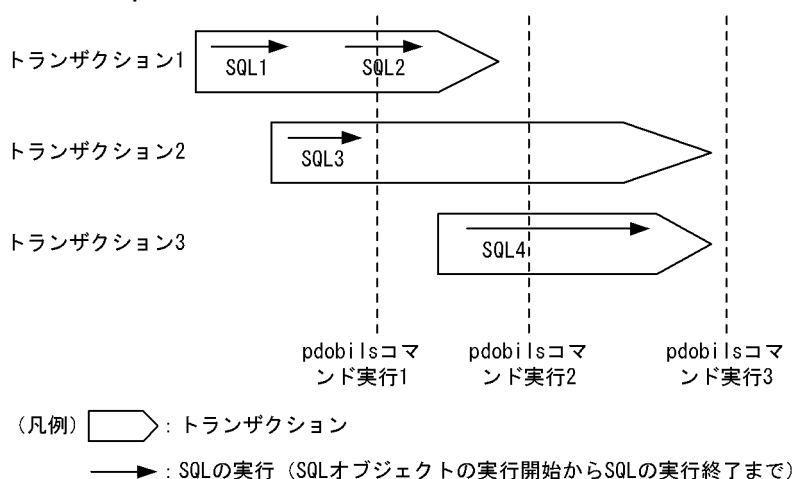 トランザクション1
SQL1
SQL2
トランザクション2
SQL3
トランザクション3
SQL4
pdobilsコマ
ンド実行1
pdobilsコマ
ンド実行2
pdobilsコマ
ンド実行3
(凡例) : トランザクション
: SQLの実行（SQLオブジェクトの実行開始からSQLの実行終了まで）